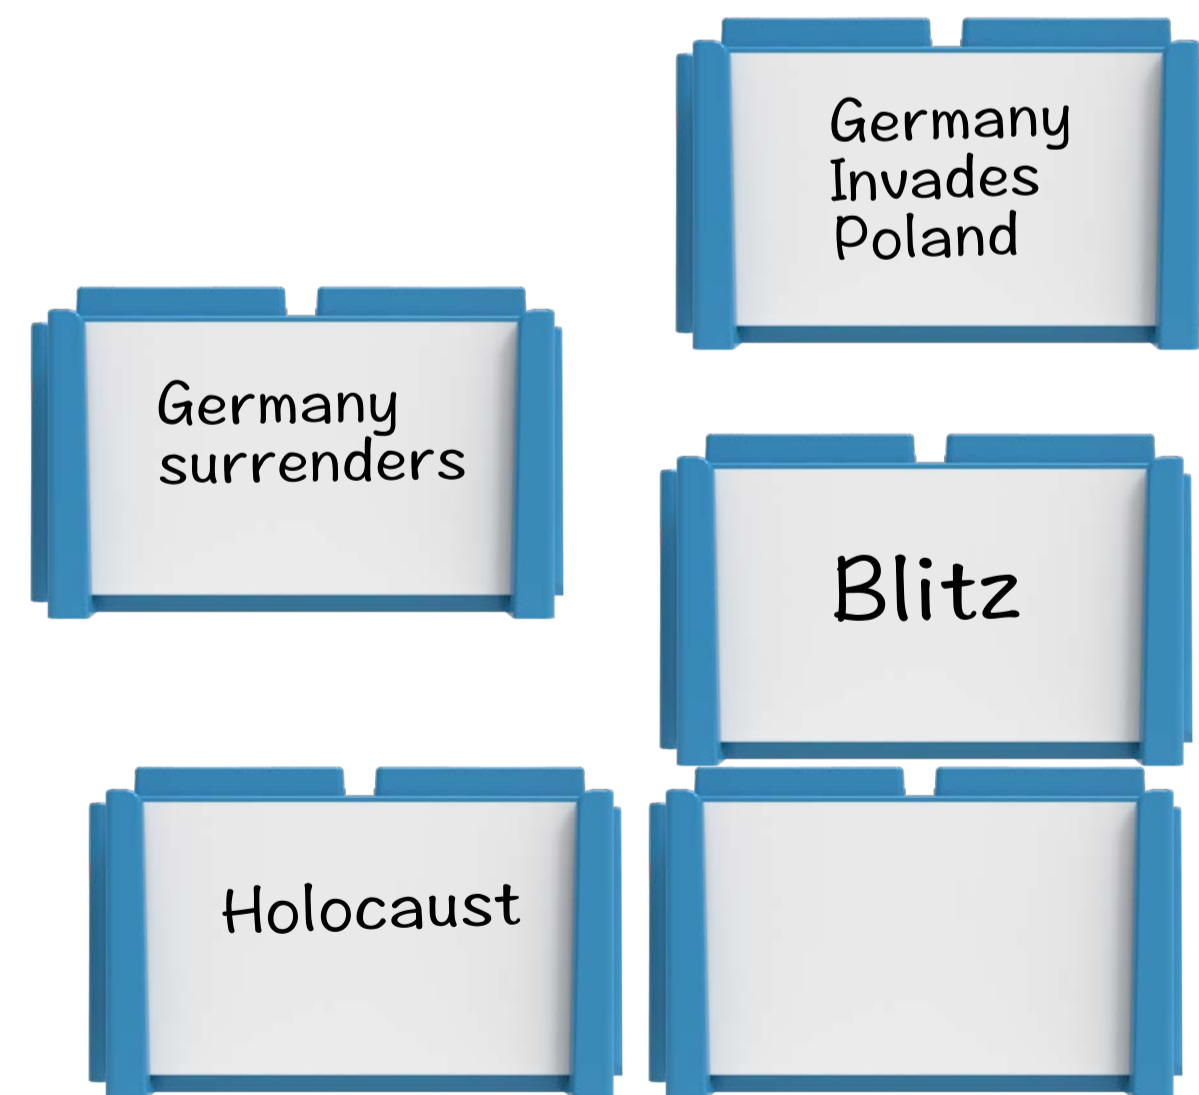 Germany
Invades
Poland
Germany
surrenders
Blitz
Holocaust